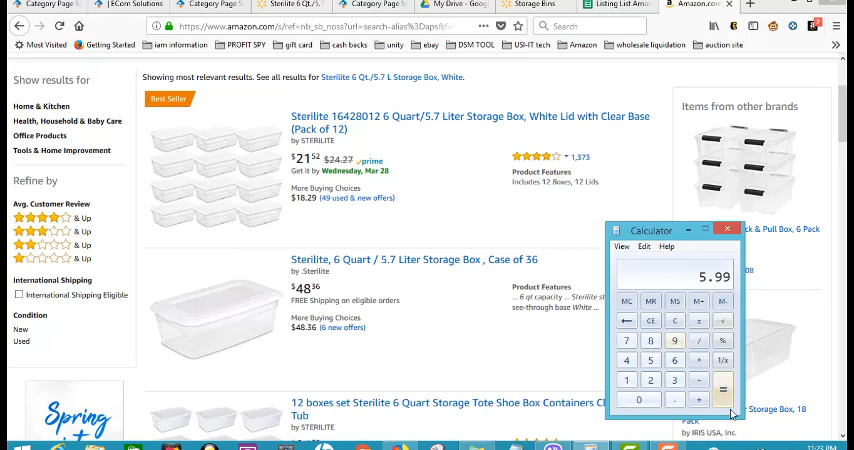 Category Page S
JECom Solutions
Category Page S
Sterilite 6 Qt./5.7
Category Page S
My Drive - Googl
Storage Bins
Listing List Amaz
Amazon.com
https://www.amazon.com/s/ref=nb_sb_noss?url=search-alias%3Daps&fie
Search
Most Visited
Getting Started
iam information
PROFIT SPY
gift card
cash backs
unity
ebay
DSM TOOL
USI-IT tech
Amazon
wholesale liquidation
auction site
Show results for
Home & Kitchen
Health, Household & Baby Care
Office Products
Tools & Home Improvement
Refine by
Avg. Customer Review
& Up
& Up
& Up
& Up
International Shipping
International Shipping Eligible
Condition
New
Used
Spring
Showing most relevant results. See all results for Sterilite 6 Qt./5.7 L Storage Box, White.
Best Seller
Sterilite 16428012 6 Quart/5.7 Liter Storage Box, White Lid with Clear Base
(Pack of 12)
by STERILITE
$21 52 $24.27 prime
Get it by Wednesday, Mar 28
More Buying Choices
$18.29 (49 used & new offers)
1,373
Product Features
Includes 12 Boxes, 12 Lids
Sterilite, 6 Quart / 5.7 Liter Storage Box , Case of 36
by .Sterilite
$48 36
FREE Shipping on eligible orders
More Buying Choices
$48.36 (6 new offers)
Product Features
... 6 qt capacity ... Sterilite
see-through base White ...
12 boxes set Sterilite 6 Quart Storage Tote Shoe Box Containers
Tub
by STERILITE
Items from other brands
& Pull Box, 6 Pack
08
Storage Box, 18
Pack
by IRIS USA, Inc.
Calculator
View Edit Help
5.99
MC MR MS M+ M-
← CE C ± √
7 8 9 / %
4 5 6 * 1/x
1 2 3 - =
0 . +
11:23 PM